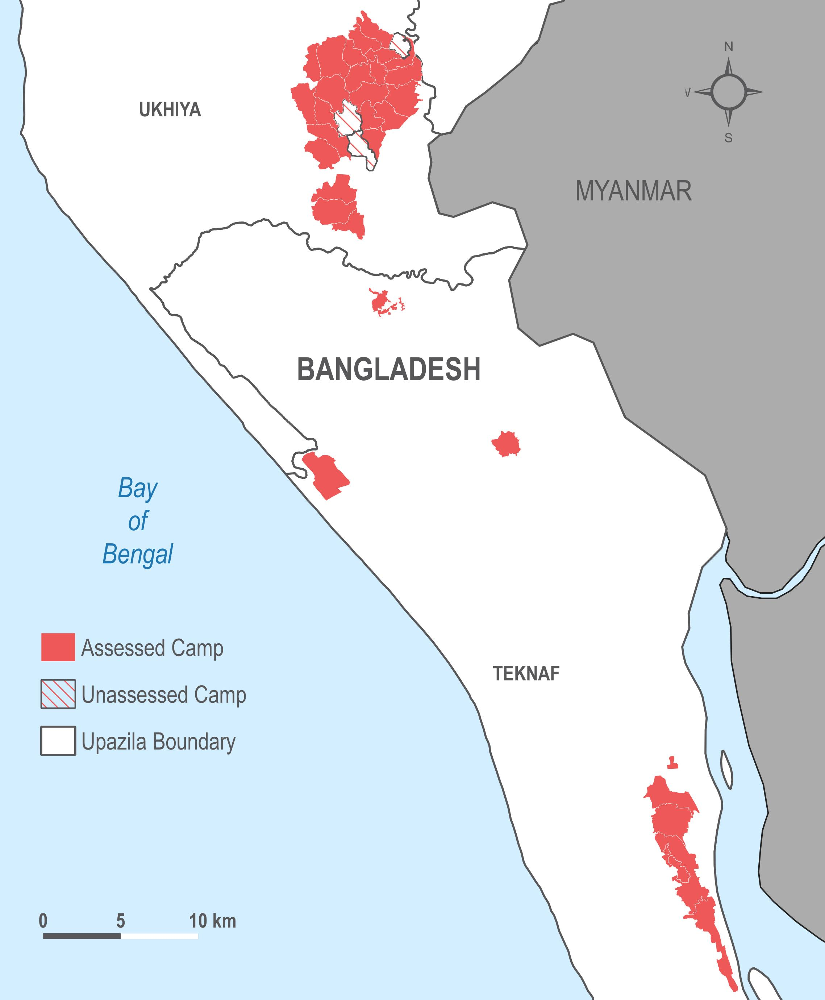 N
V
S
UKHIYA
MYANMAR
BANGLADESH
Bay
of
Bengal
Assessed Camp
Unassessed Camp
Upazila Boundary
TEKNAF
0 5 10 km